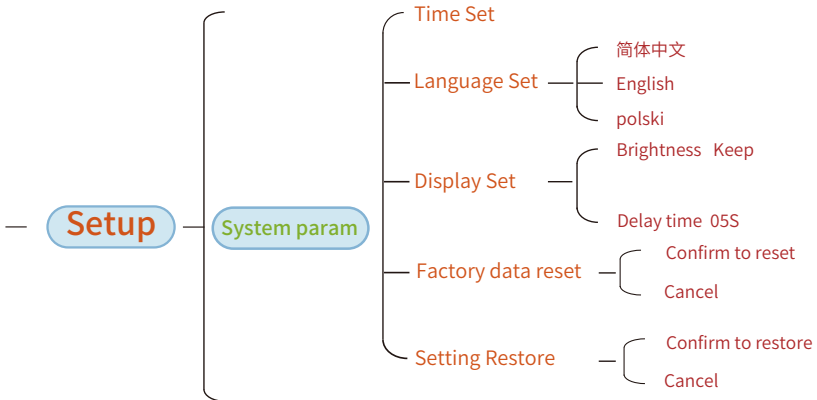 Setup
System param
Time Set
Language Set
简体中文
English
polski
Display Set
Brightness Keep
Delay time 05S
Factory data reset
Confirm to reset
Cancel
Setting Restore
Confirm to restore
Cancel